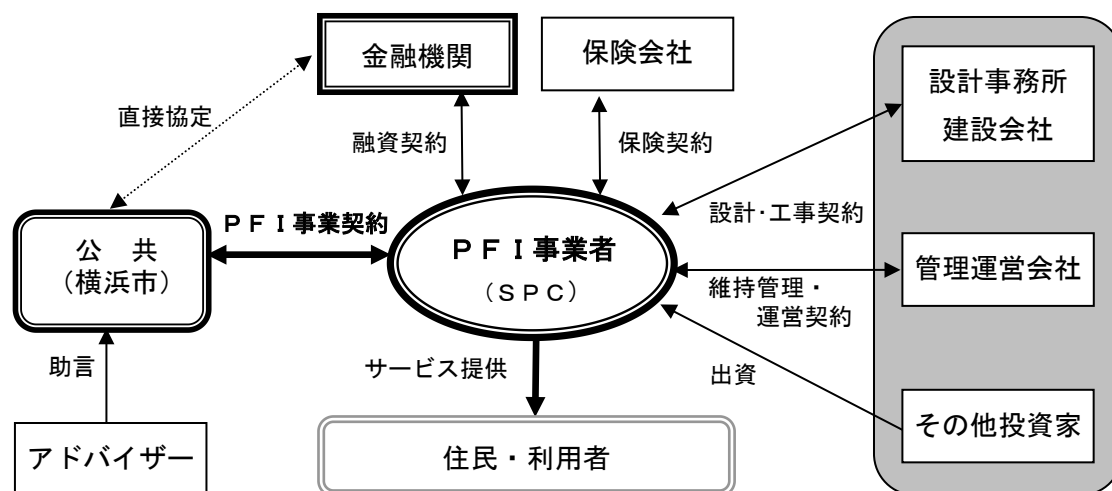 金融機関
保険会社
設計事務所
建設会社
直接協定
融資契約
保険契約
設計・工事契約
公　共
（横浜市）
ＰＦＩ事業契約
ＰＦＩ事業者
（ＳＰＣ）
管理運営会社
維持管理・
運営契約
助言
サービス提供
出資
アドバイザー
住民・利用者
その他投資家